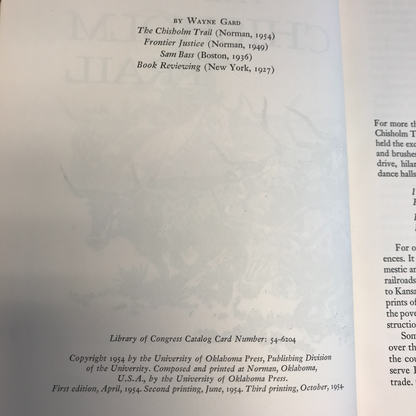 BY WAYNE GARD
The Chisholm Trail (Norman, 1954)
Frontier Justice (Norman, 1949)
Sam Bass (Boston, 1936)
Book Reviewing (New York, 1927)
Library of Congress Catalog Card Number: 54-6204
Copyright 1954 by the University of Oklahoma Press, Publishing Division
of the University. Composed and printed at Norman, Oklahoma,
U.S.A., by the University of Oklahoma Press.
First edition, April, 1954. Second printing, June, 1954. Third printing, October, 1954
For more th
Chisholm T
held the exc
and brushes
drive, hilar
dance halls
For o
ences. It
mestic an
railroads
to Kansa
prints of
the pove
structio
Som
over th
the cou
serve
trade.